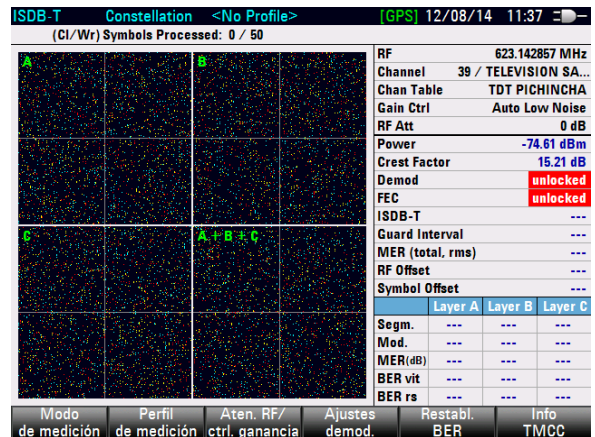 ISDB-T Constellation <No Profile> [GPS] 12/08/14 11:37
(Cl/Wr) Symbols Processed: 0 / 50
A B
C A + B + C
RF 623.142857 MHz
Channel 39 / TELEVISION SA...
Chan Table TDT PICHINCHA
Gain Ctrl Auto Low Noise
RF Att 0 dB
Power -74.61 dBm
Crest Factor 15.21 dB
Demod unlocked
FEC unlocked
ISDB-T ---
Guard Interval ---
MER (total, rms) ---
RF Offset ---
Symbol Offset ---
Layer A Layer B Layer C
Segm. --- --- ---
Mod. --- --- ---
MER(dB) --- --- ---
BER vit --- --- ---
BER rs --- --- ---
Modo Perfil Aten. RF/ Ajustes Restabl. Info
de medición de medición ctrl. ganancia demod. BER TMCC